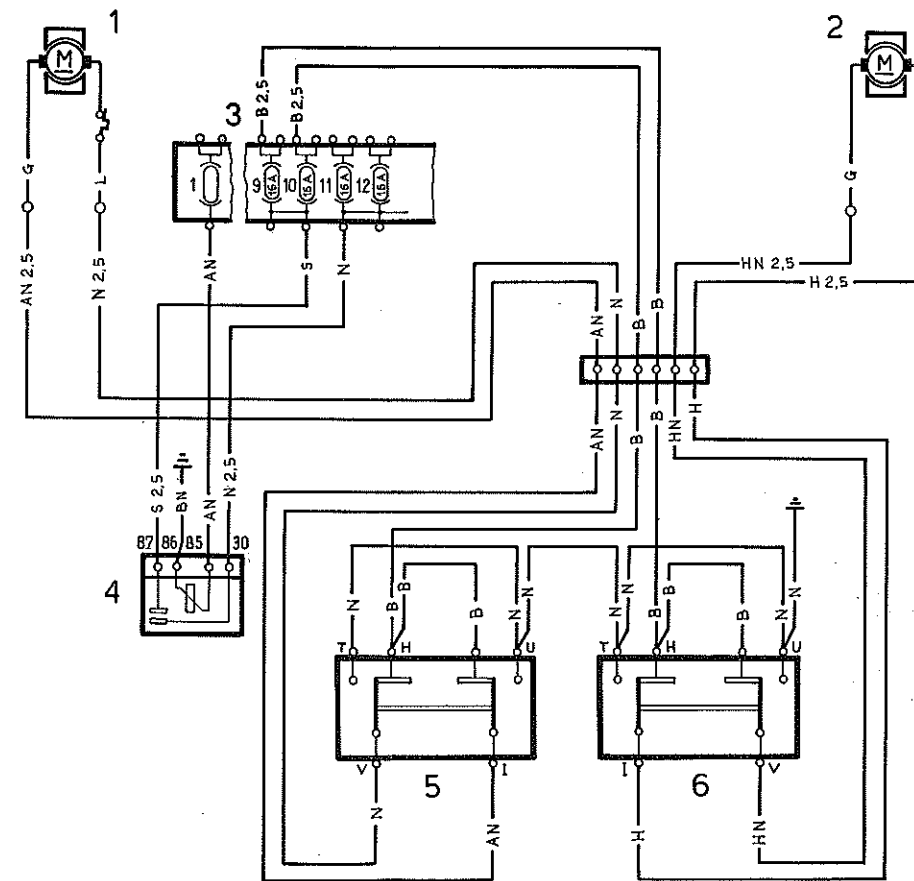 1
2
M
M
3
B 2,5
B 2,5
G
L
G
1
9
16A
10
16A
11
16A
12
16A
AN 2,5
N 2,5
AN
S
N
HN 2,5
H 2,5
AN
N
B
B
AN
N
B
B
HN
H
S 2,5
BN
AN
N 2,5
87
86
85
30
4
N
B
B
B
N
N
N
N
B
B
B
N
N
T
H
U
T
H
U
V
I
I
V
5
6
N
AN
H
HN